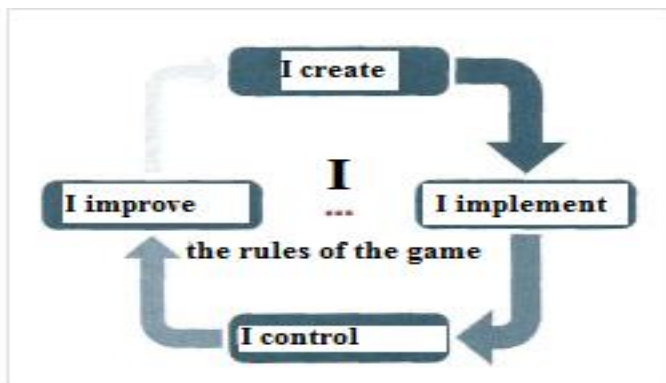 I create
I
...
I improve
I implement
the rules of the game
I control